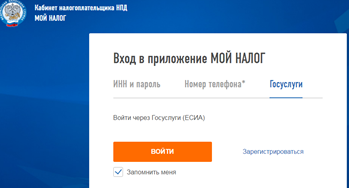 Кабинет налогоплательщика НПД
МОЙ НАЛОГ
Вход в приложение МОЙ НАЛОГ
ИНН и пароль Номер телефона* Госуслуги
Войти через Госуслуги (ЕСИА)
ВОЙТИ Зарегистрироваться
Запомнить меня